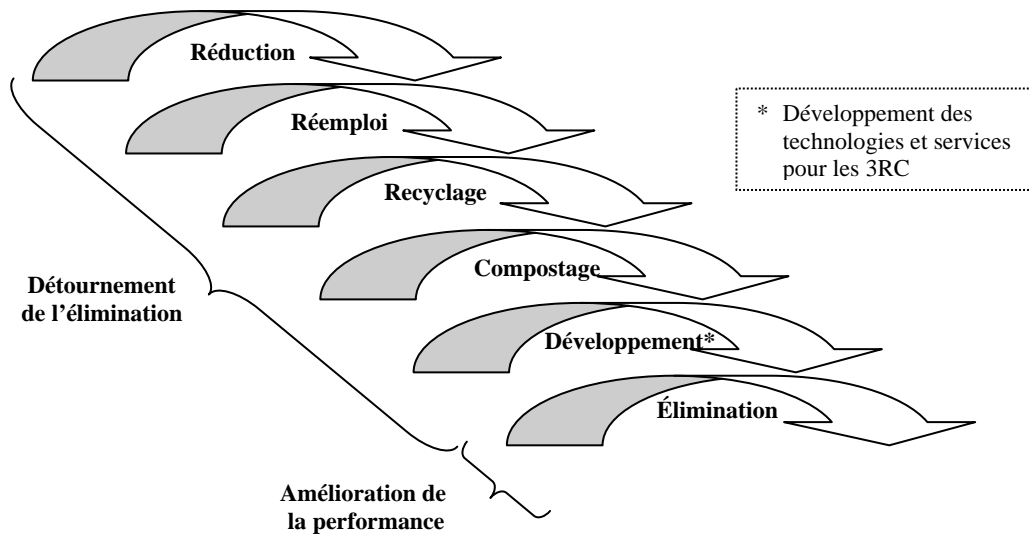 Réduction
Réemploi
* Développement des
technologies et services
pour les 3RC
Recyclage
Compostage
Détournement
de l’élimination
Développement*
Élimination
Amélioration de
la performance